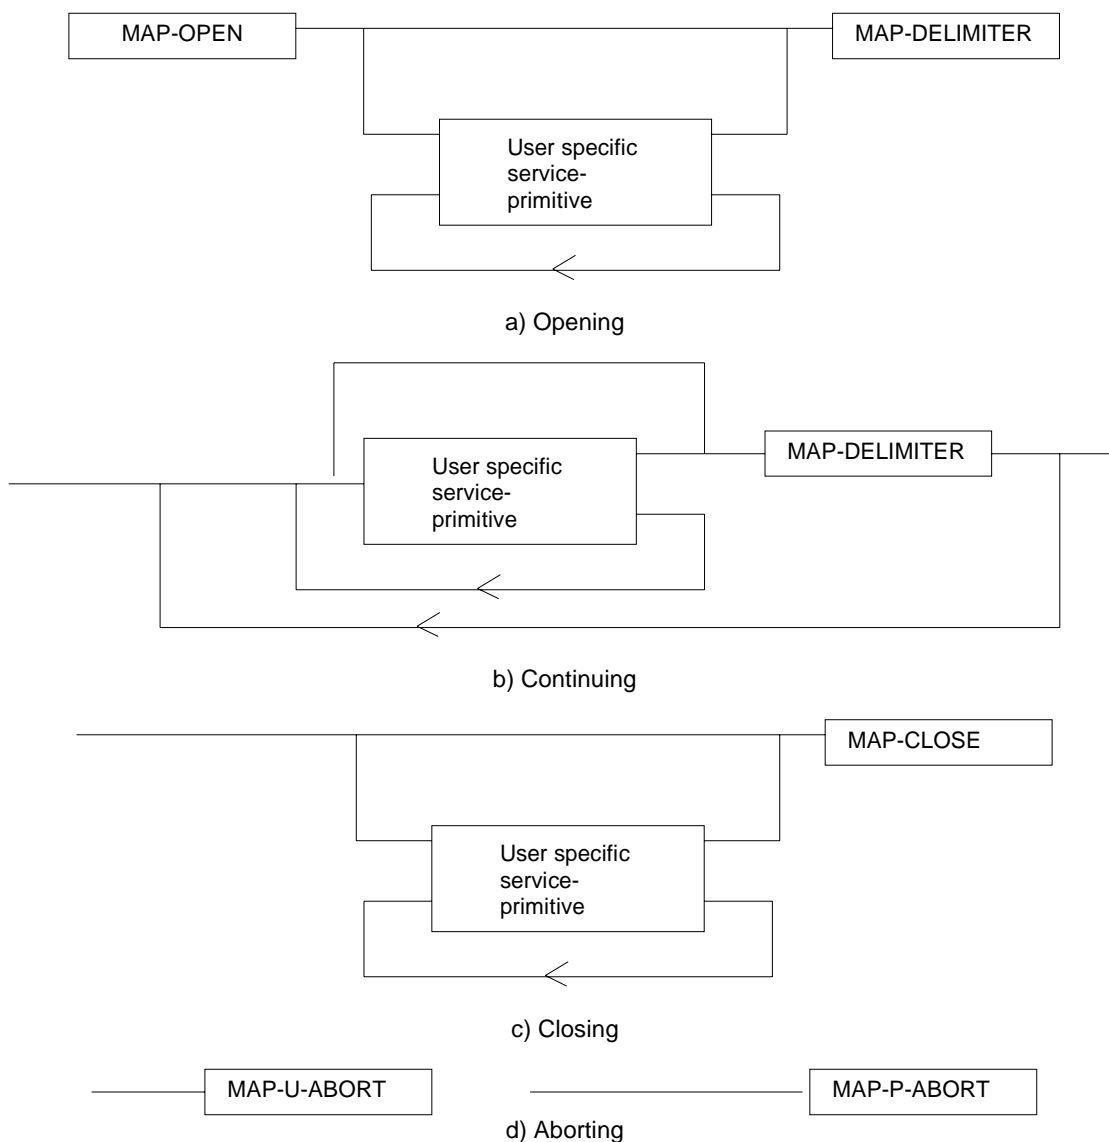 MAP-OPEN
MAP-DELIMITER
User specific
service-
primitive
a) Opening
MAP-DELIMITER
User specific
service-
primitive
b) Continuing
MAP-CLOSE
User specific
service-
primitive
c) Closing
MAP-U-ABORT
MAP-P-ABORT
d) Aborting